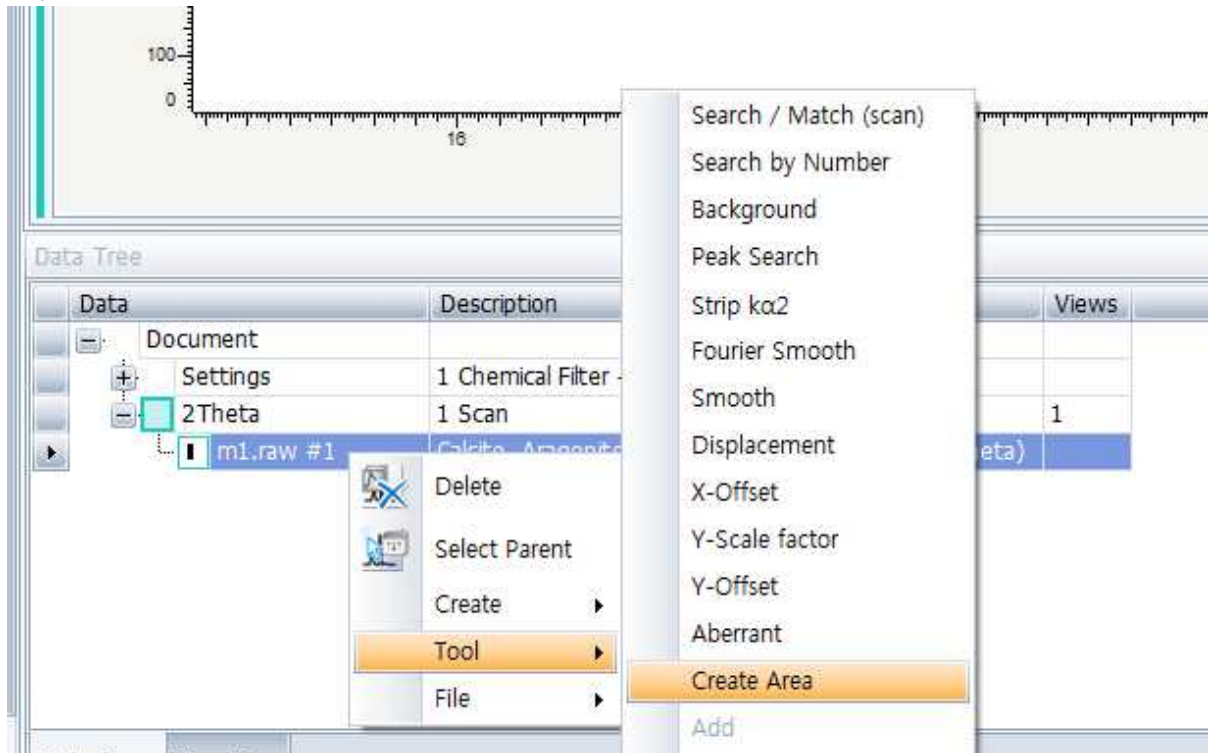 100
0
16
Data Tree
Data Description Views
Document
Settings 1 Chemical Filter -
2Theta 1 Scan 1
m1.raw #1 Calcite, Aragonite eta)
Delete
Select Parent
Create
Tool
File
Search / Match (scan)
Search by Number
Background
Peak Search
Strip kα2
Fourier Smooth
Smooth
Displacement
X-Offset
Y-Scale factor
Y-Offset
Aberrant
Create Area
Add